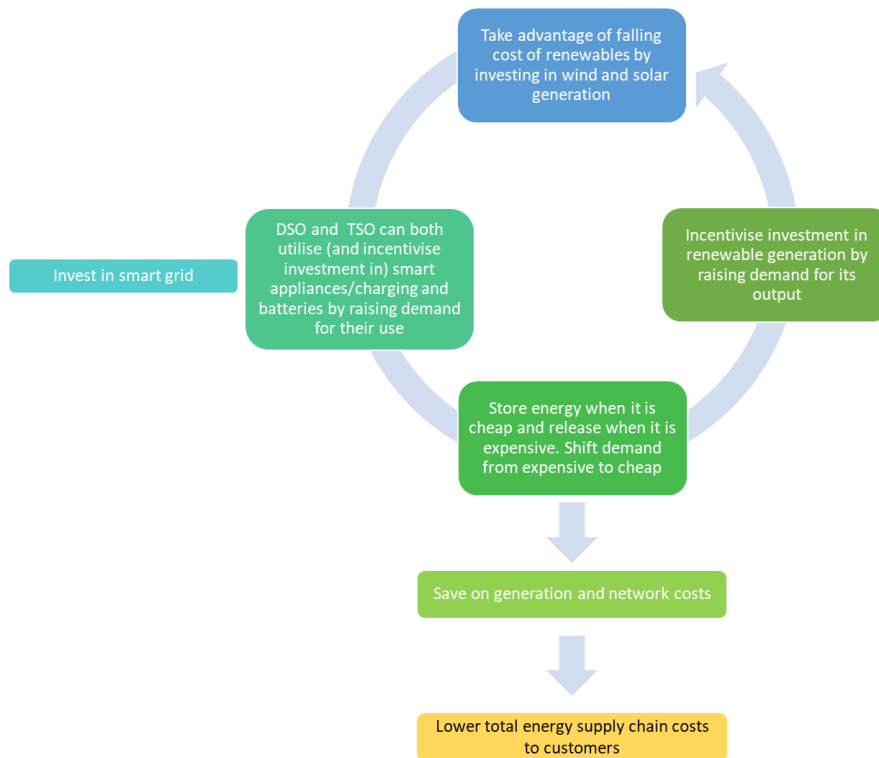 Take advantage of falling
cost of renewables by
investing in wind and solar
generation
DSO and  TSO can both
utilise (and incentivise
investment in) smart
appliances/charging and
batteries by raising demand
for their use
Invest in smart grid
Incentivise investment in
renewable generation by
raising demand for its
output
Store energy when it is
cheap and release when it is
expensive. Shift demand
from expensive to cheap
Save on generation and network costs
Lower total energy supply chain costs
to customers